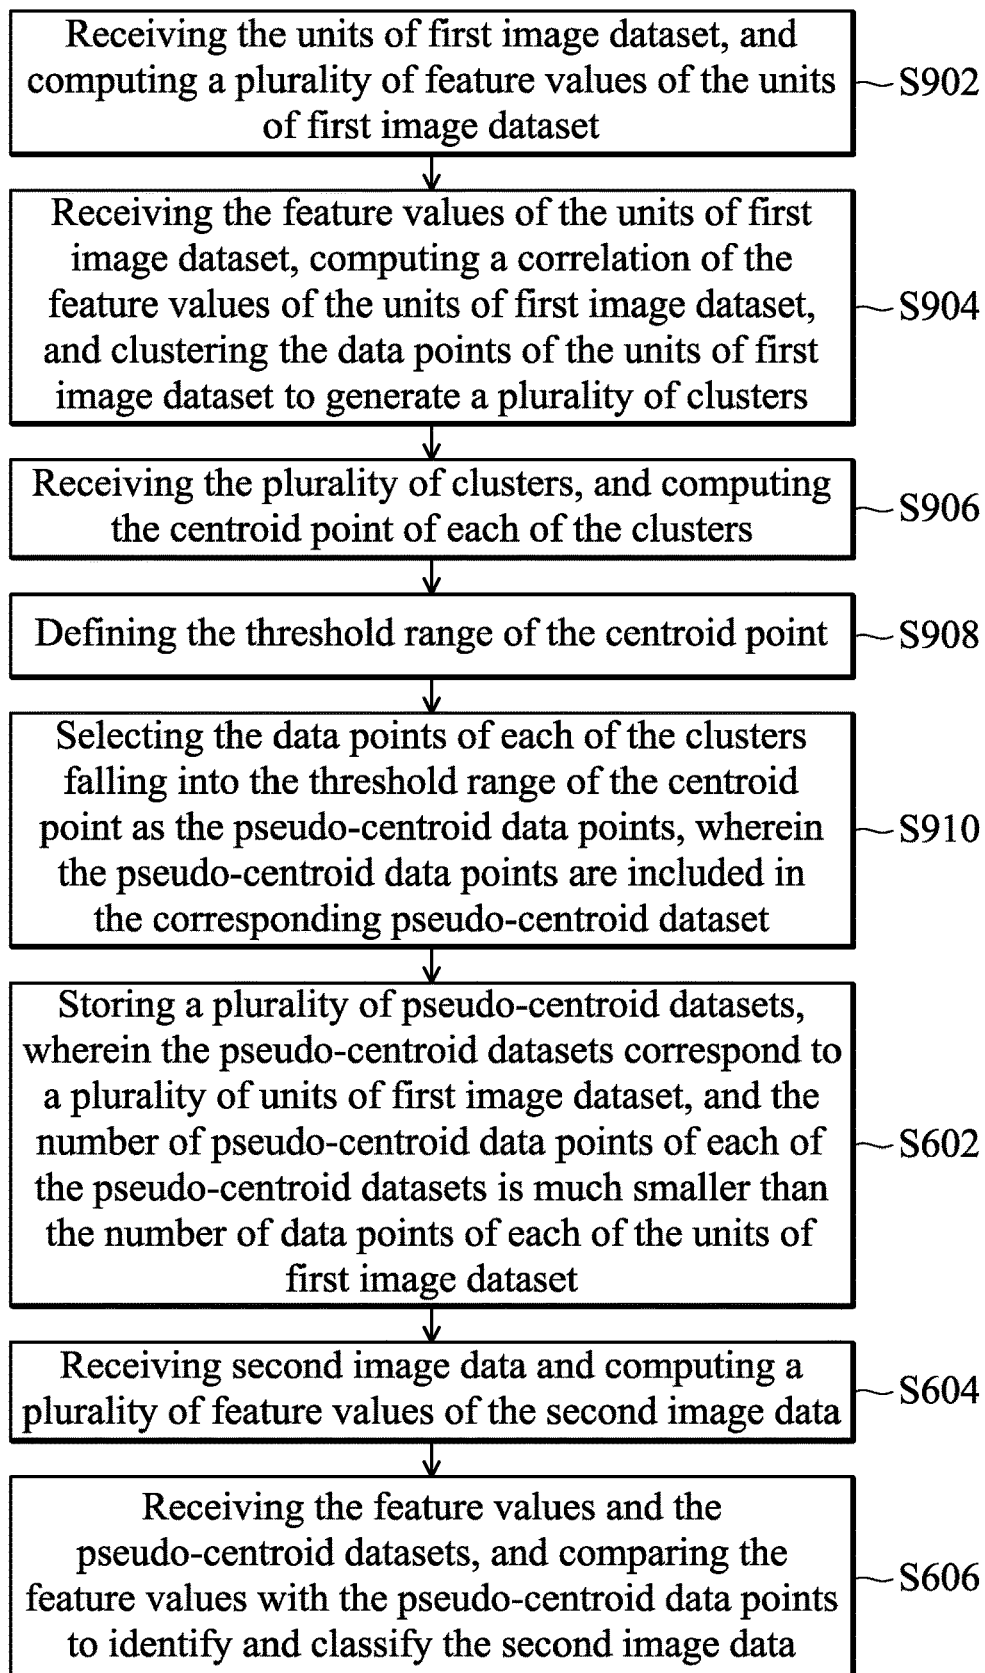 Receiving the units of first image dataset, and
computing a plurality of feature values of the units
of first image dataset
S902
Receiving the feature values of the units of first
image dataset, computing a correlation of the
feature values of the units of first image dataset,
and clustering the data points of the units of first
image dataset to generate a plurality of clusters
S904
Receiving the plurality of clusters, and computing
the centroid point of each of the clusters
S906
Defining the threshold range of the centroid point
S908
Selecting the data points of each of the clusters
falling into the threshold range of the centroid
point as the pseudo-centroid data points, wherein
the pseudo-centroid data points are included in
the corresponding pseudo-centroid dataset
S910
Storing a plurality of pseudo-centroid datasets,
wherein the pseudo-centroid datasets correspond to
a plurality of units of first image dataset, and the
number of pseudo-centroid data points of each of
the pseudo-centroid datasets is much smaller than
the number of data points of each of the units of
first image dataset
S602
Receiving second image data and computing a
plurality of feature values of the second image data
S604
Receiving the feature values and the
pseudo-centroid datasets, and comparing the
feature values with the pseudo-centroid data points
to identify and classify the second image data
S606